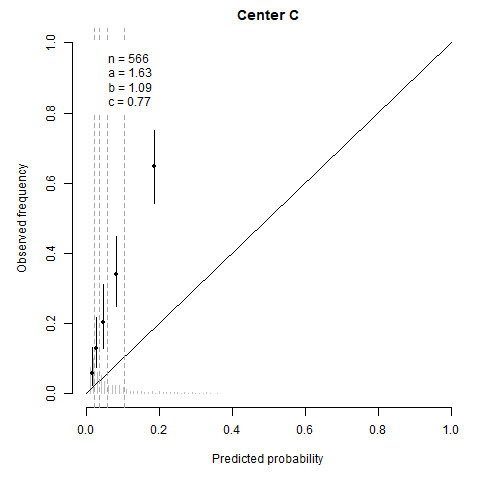 Center C
n = 566
a = 1.63
b = 1.09
c = 0.77
Observed frequency
1.0
0.8
0.6
0.4
0.2
0.0
0.0 0.2 0.4 0.6 0.8 1.0
Predicted probability